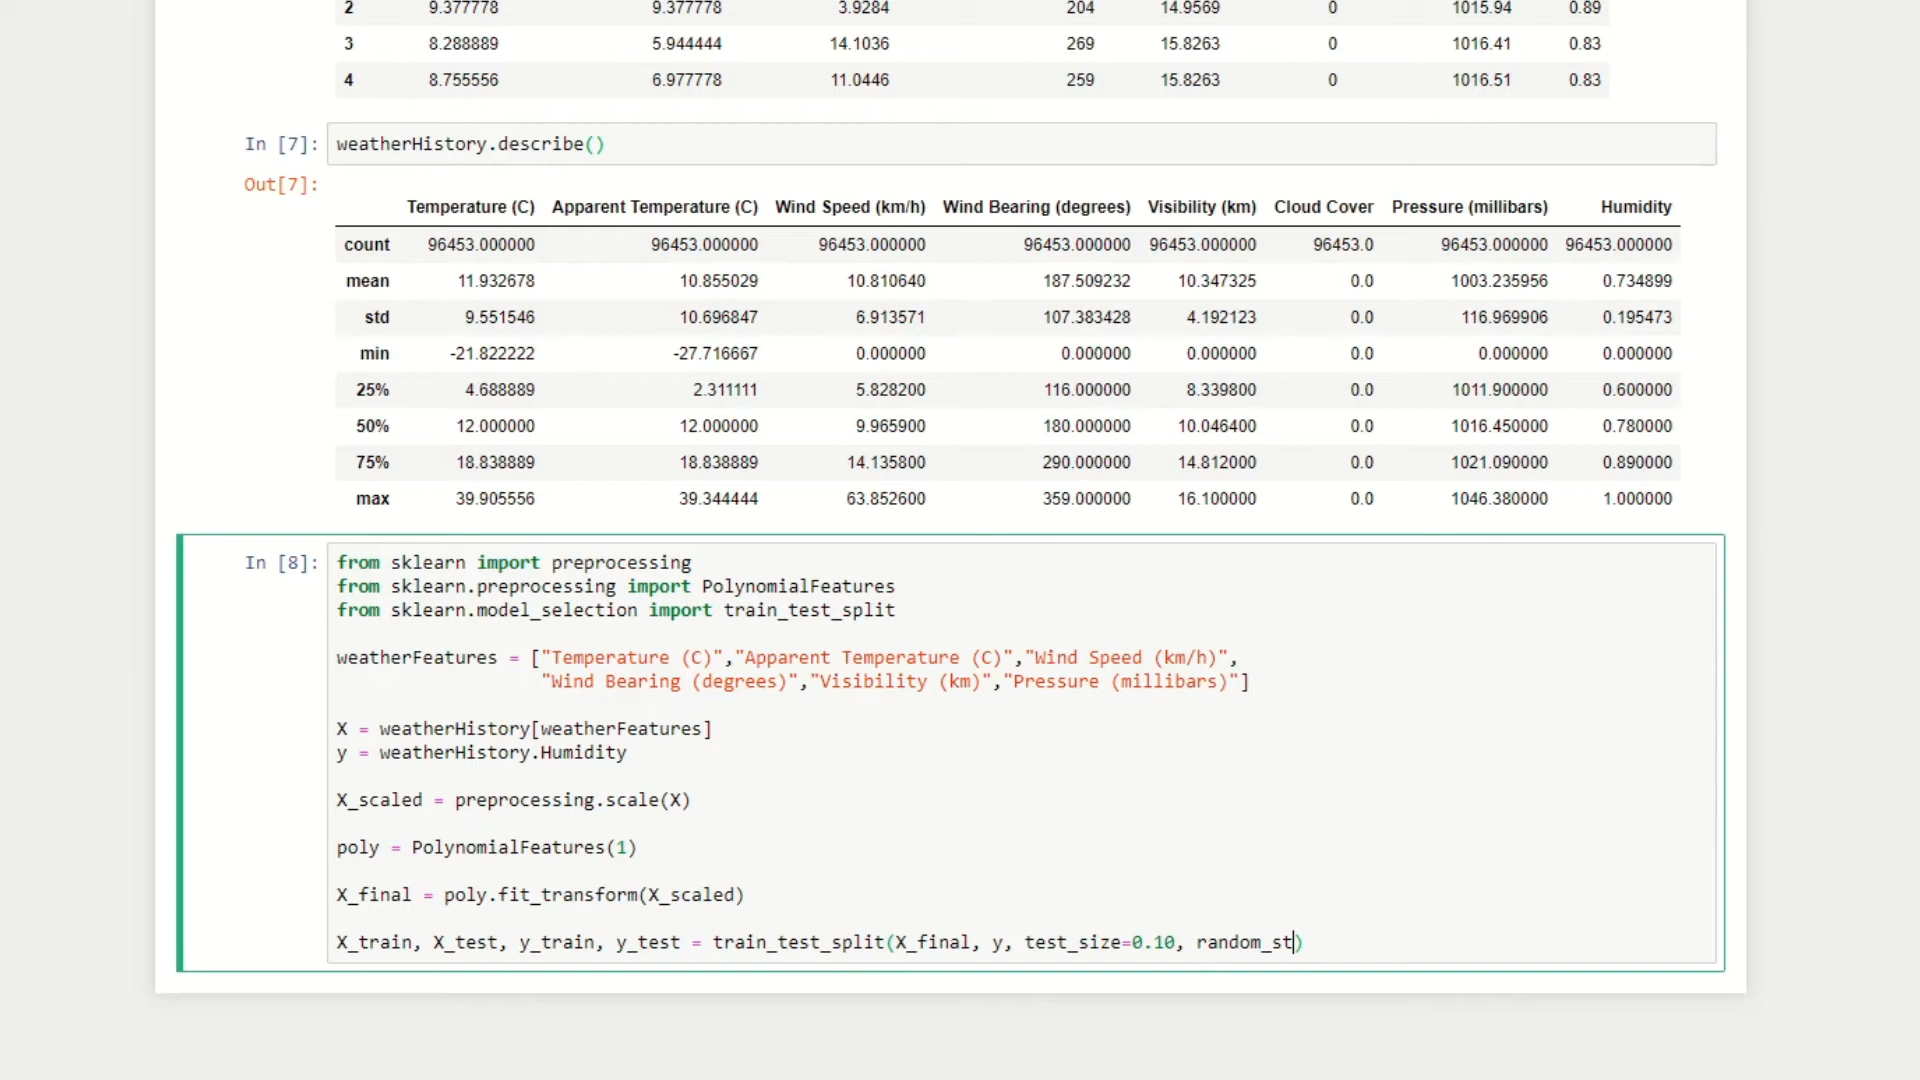 2 9.377778 9.377778 3.9284 204 14.9569 0 1015.94 0.89
3 8.288889 5.944444 14.1036 269 15.8263 0 1016.41 0.83
4 8.755556 6.977778 11.0446 259 15.8263 0 1016.51 0.83
In [7]: weatherHistory.describe()
Out[7]:
Temperature (C) Apparent Temperature (C) Wind Speed (km/h) Wind Bearing (degrees) Visibility (km) Cloud Cover Pressure (millibars) Humidity
count 96453.000000 96453.000000 96453.000000 96453.000000 96453.000000 96453.0 96453.000000 96453.000000
mean 11.932678 10.855029 10.810640 187.509232 10.347325 0.0 1003.235956 0.734899
std 9.551546 10.696847 6.913571 107.383428 4.192123 0.0 116.969906 0.195473
min -21.822222 -27.716667 0.000000 0.000000 0.000000 0.0 0.000000 0.000000
25% 4.688889 2.311111 5.828200 116.000000 8.339800 0.0 1011.900000 0.600000
50% 12.000000 12.000000 9.965900 180.000000 10.046400 0.0 1016.450000 0.780000
75% 18.838889 18.838889 14.135800 290.000000 14.812000 0.0 1021.090000 0.890000
max 39.905556 39.344444 63.852600 359.000000 16.100000 0.0 1046.380000 1.000000
In [8]: from sklearn import preprocessing
from sklearn.preprocessing import PolynomialFeatures
from sklearn.model_selection import train_test_split
weatherFeatures = ["Temperature (C)","Apparent Temperature (C)","Wind Speed (km/h)",
"Wind Bearing (degrees)","Visibility (km)","Pressure (millibars)"]
X = weatherHistory[weatherFeatures]
y = weatherHistory.Humidity
X_scaled = preprocessing.scale(X)
poly = PolynomialFeatures(1)
X_final = poly.fit_transform(X_scaled)
X_train, X_test, y_train, y_test = train_test_split(X_final, y, test_size=0.10, random_st)